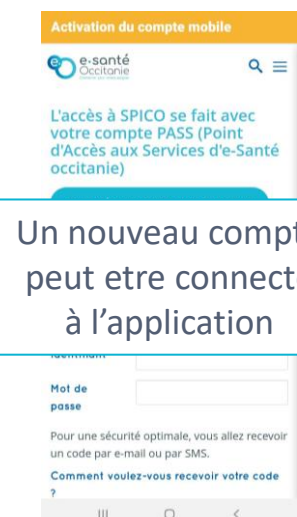 Activation du compte mobile
e-santé
Occitanie
L'accès à SPICO se fait avec
votre compte PASS (Point
d'Accès aux Services d'e-Santé
occitanie)
Un nouveau compt
peut etre connecté
à l'application
Mot de
passe
Pour une sécurité optimale, vous allez recevoir
un code par e-mail ou par SMS.
Comment voulez-vous recevoir votre code
?